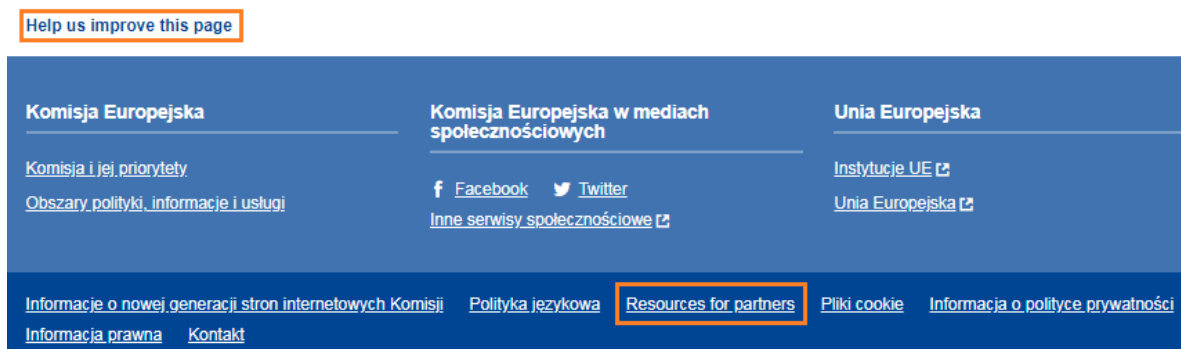 Help us improve this page
Komisja Europejska
Komisja i jej priorytety
Obszary polityki, informacje i usługi
Komisja Europejska w mediach
społecznościowych
Facebook Twitter
Inne serwisy społecznościowe
Unia Europejska
Instytucje UE
Unia Europejska
Informacje o nowej generacji stron internetowych Komisji Polityka językowa Resources for partners Pliki cookie Informacja o polityce prywatności
Informacja prawna Kontakt